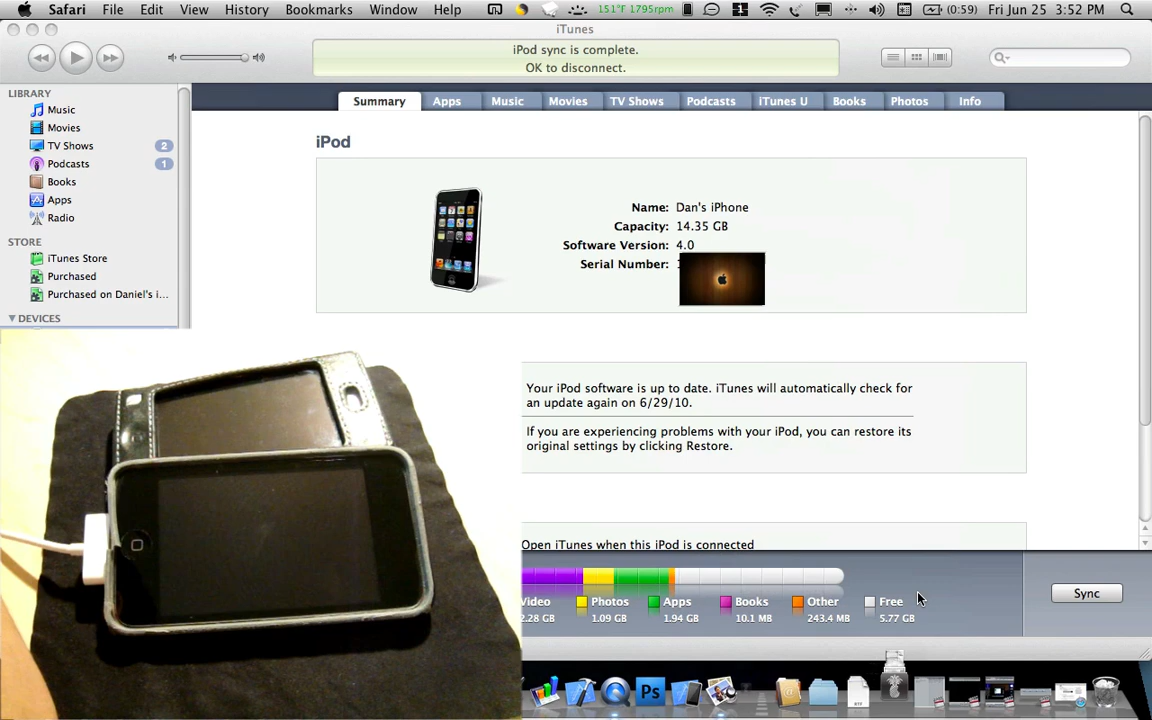 Safari File Edit View History Bookmarks Window Help 151°F 1795rpm (0:59) Fri Jun 25 3:52 PM
iTunes
iPod sync is complete.
OK to disconnect.
LIBRARY
Music
Movies
TV Shows 2
Podcasts 1
Books
Apps
Radio
STORE
iTunes Store
Purchased
Purchased on Daniel's i...
DEVICES
Summary Apps Music Movies TV Shows Podcasts iTunes U Books Photos Info
iPod
Name: Dan's iPhone
Capacity: 14.35 GB
Software Version: 4.0
Serial Number:
Your iPod software is up to date. iTunes will automatically check for
an update again on 6/29/10.
If you are experiencing problems with your iPod, you can restore its
original settings by clicking Restore.
Open iTunes when this iPod is connected
Video Photos Apps Books Other Free
2.28 GB 1.09 GB 1.94 GB 10.1 MB 243.4 MB 5.77 GB
Sync
Ps